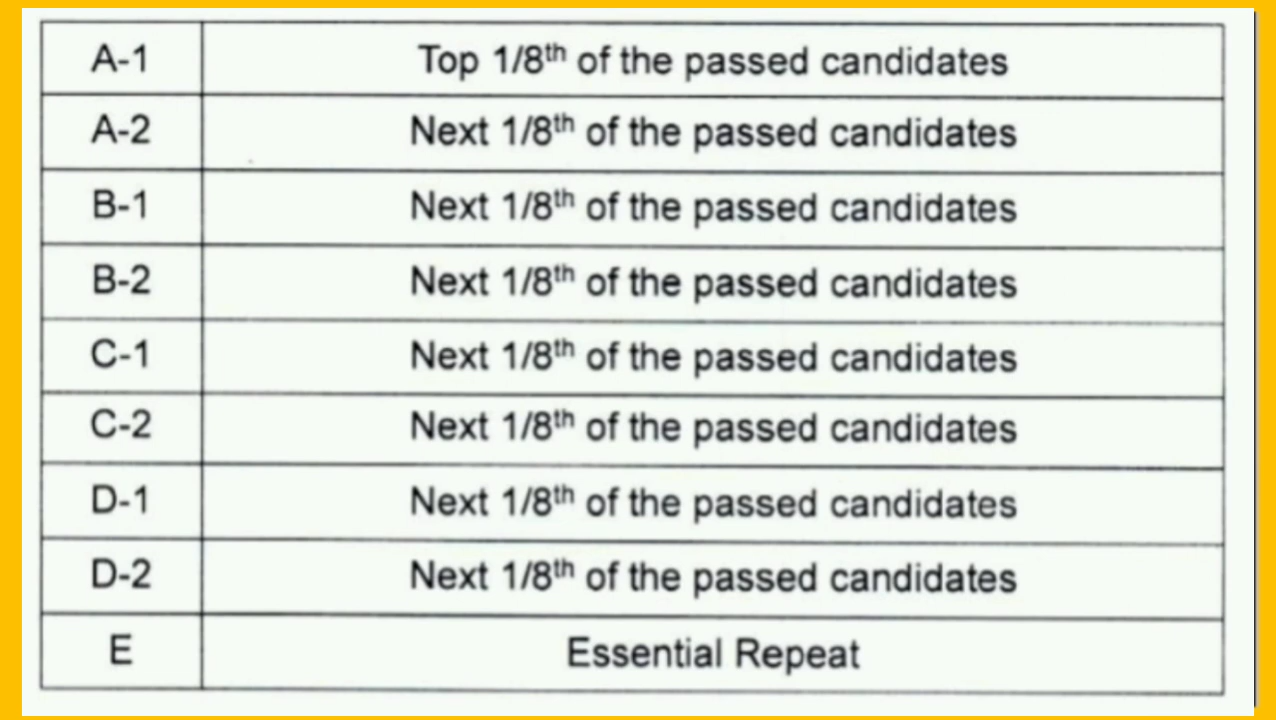 A-1 Top 1/8th of the passed candidates
A-2 Next 1/8th of the passed candidates
B-1 Next 1/8th of the passed candidates
B-2 Next 1/8th of the passed candidates
C-1 Next 1/8th of the passed candidates
C-2 Next 1/8th of the passed candidates
D-1 Next 1/8th of the passed candidates
D-2 Next 1/8th of the passed candidates
E Essential Repeat